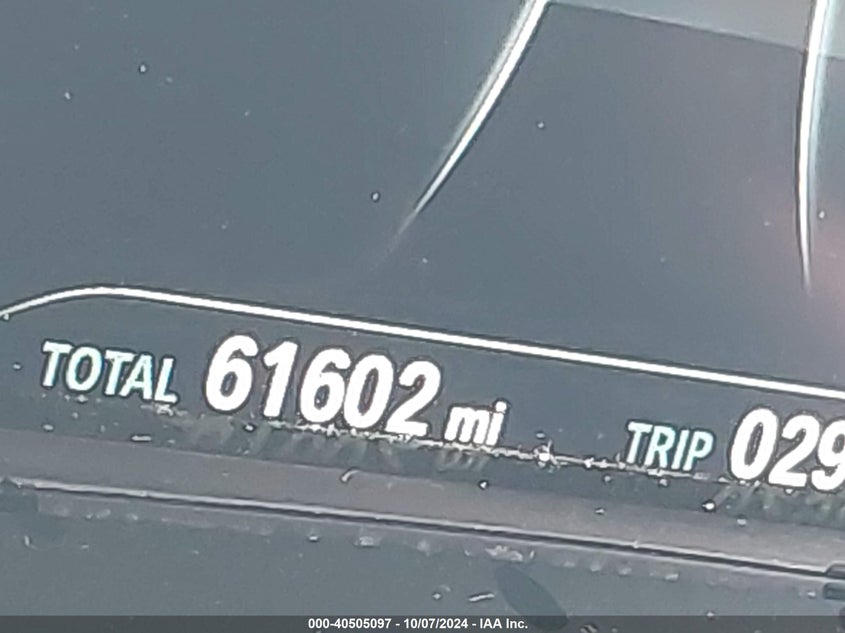 TOTAL 61602 mi TRIP 029
000-40505097 - 10/07/2024 - IAA Inc.